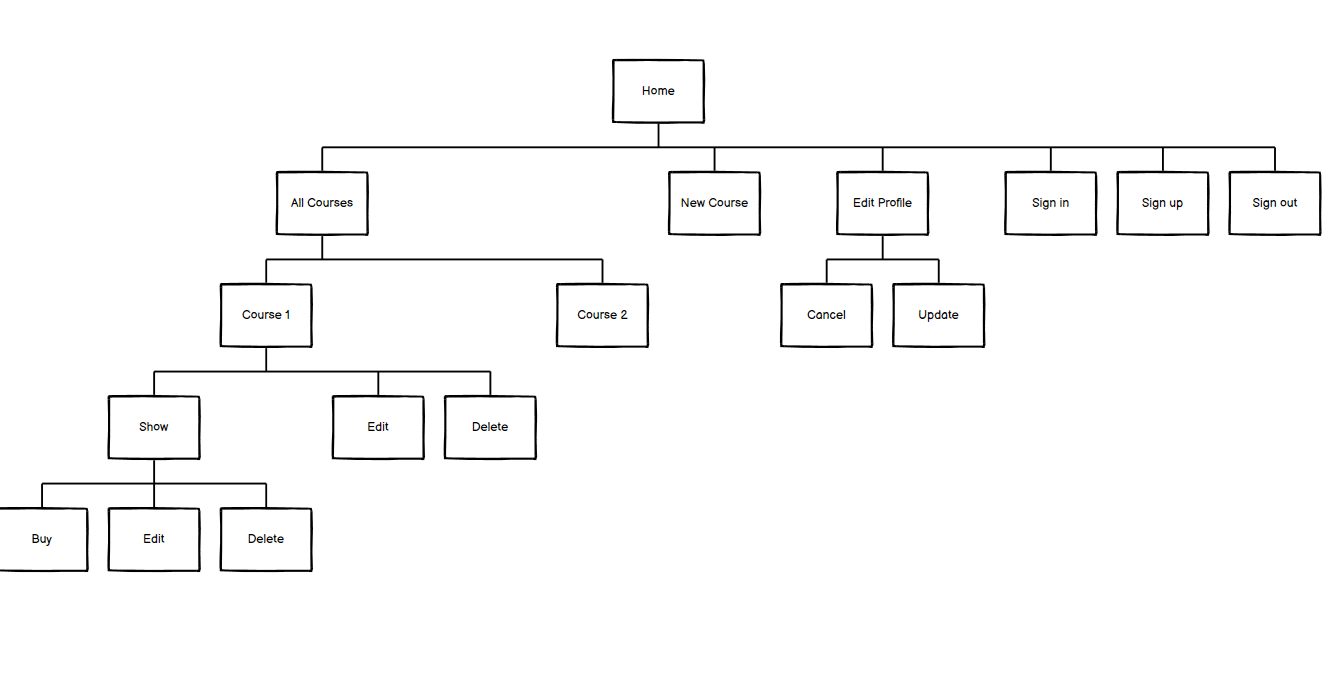 Home
All Courses
New Course
Edit Profile
Sign in
Sign up
Sign out
Course 1
Course 2
Cancel
Update
Show
Edit
Delete
Buy
Edit
Delete